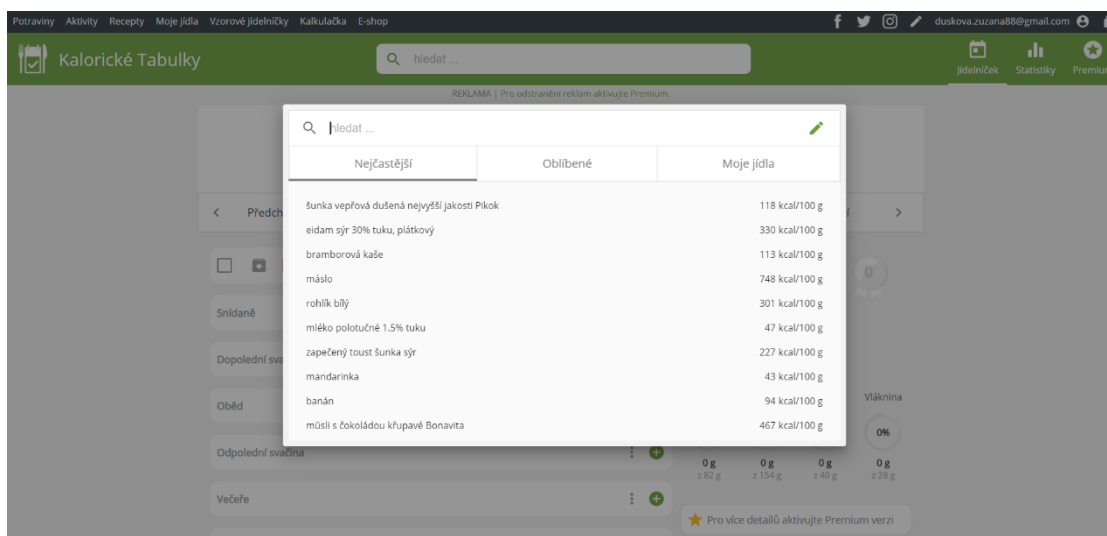 Potraviny Aktivity Recepty Moje jídla Vzorové jídelníčky Kalkulačka E-shop duskova.zuzana88@gmail.com
Kalorické Tabulky hledat ... Jídelníček Statistiky Premium
REKLAMA | Pro odstranění reklam aktivujte Premium.
hledat ...
Nejčastější Oblíbené Moje jídla
šunka vepřová dušená nejvyšší jakosti Pikok 118 kcal/100 g
Předch
eidam sýr 30% tuku, plátkový 330 kcal/100 g
bramborová kaše 113 kcal/100 g
0
máslo 748 kcal/100 g
rohlík bílý 301 kcal/100 g
Snídaně
mléko polotučné 1.5% tuku 47 kcal/100 g
zapečený toust šunka sýr 227 kcal/100 g
Dopolední sva
mandarinka 43 kcal/100 g
banán 94 kcal/100 g
Oběd
Vláknina
müsli s čokoládou křupavé Bonavita 467 kcal/100 g
0%
Odpolední svačina
0 g 0 g 0 g 0 g
z 82 g z 154 g z 40 g z 28 g
Večeře
Pro více detailů aktivujte Premium verzi